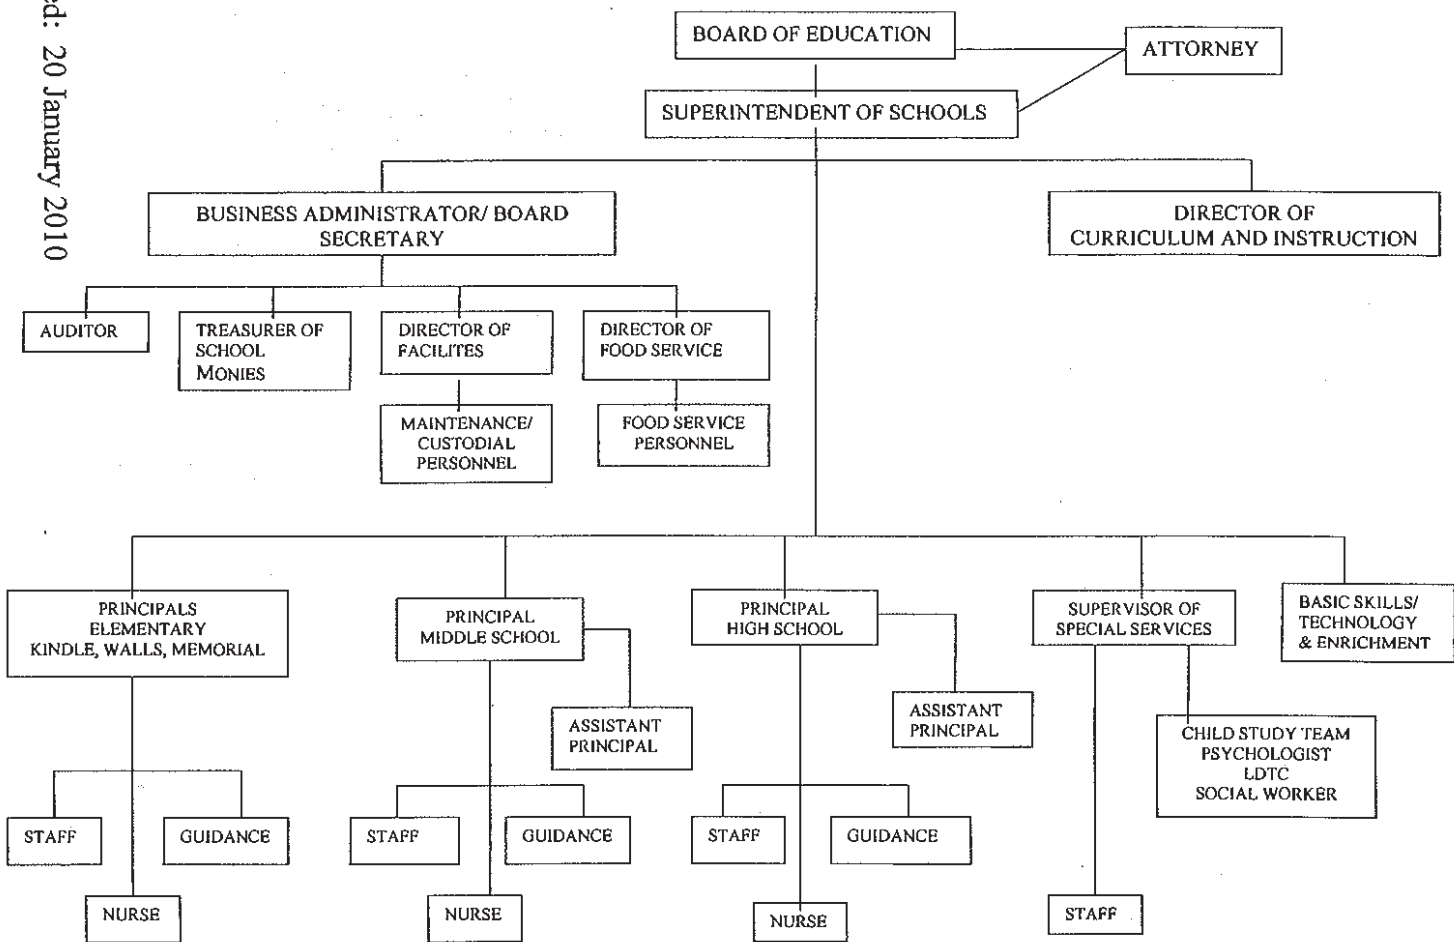 ed: 20 January 2010
BOARD OF EDUCATION
ATTORNEY
SUPERINTENDENT OF SCHOOLS
BUSINESS ADMINISTRATOR/ BOARD
SECRETARY
DIRECTOR OF
CURRICULUM AND INSTRUCTION
AUDITOR
TREASURER OF
SCHOOL
MONIES
DIRECTOR OF
FACILITES
DIRECTOR OF
FOOD SERVICE
MAINTENANCE/
CUSTODIAL
PERSONNEL
FOOD SERVICE
PERSONNEL
PRINCIPALS
ELEMENTARY
KINDLE, WALLS, MEMORIAL
PRINCIPAL
MIDDLE SCHOOL
PRINCIPAL
HIGH SCHOOL
SUPERVISOR OF
SPECIAL SERVICES
BASIC SKILLS/
TECHNOLOGY
& ENRICHMENT
ASSISTANT
PRINCIPAL
ASSISTANT
PRINCIPAL
CHILD STUDY TEAM
PSYCHOLOGIST
LDTC
SOCIAL WORKER
STAFF
GUIDANCE
STAFF
GUIDANCE
STAFF
GUIDANCE
NURSE
NURSE
NURSE
STAFF